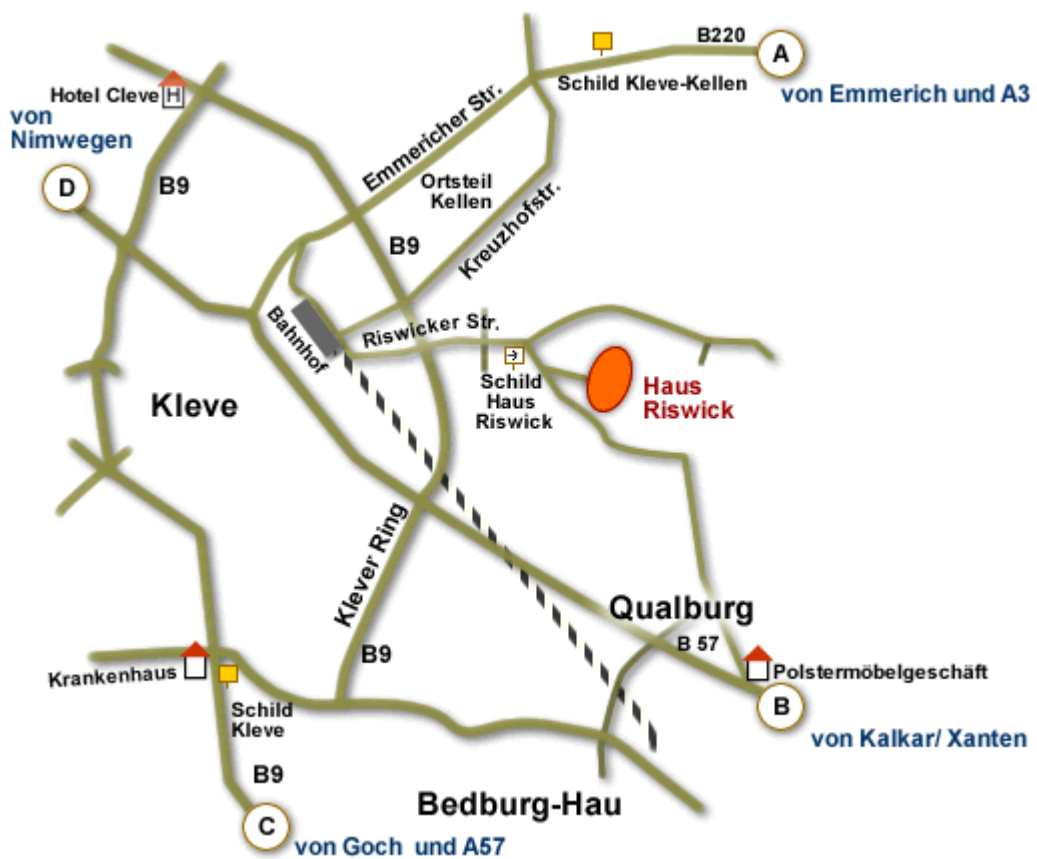 B220
A
Schild Kleve-Kellen
von Emmerich und A3
Hotel Cleve
H
von
Nimwegen
D
B9
Emmericher Str.
Ortsteil
Kellen
Kreuzhofstr.
B9
Bahnhof
Riswicker Str.
Schild
Haus
Riswick
Haus
Riswick
Kleve
Klever Ring
B9
Qualburg
B 57
Polstermöbelgeschäft
B
von Kalkar/ Xanten
Krankenhaus
Schild
Kleve
B9
C
von Goch und A57
Bedburg-Hau